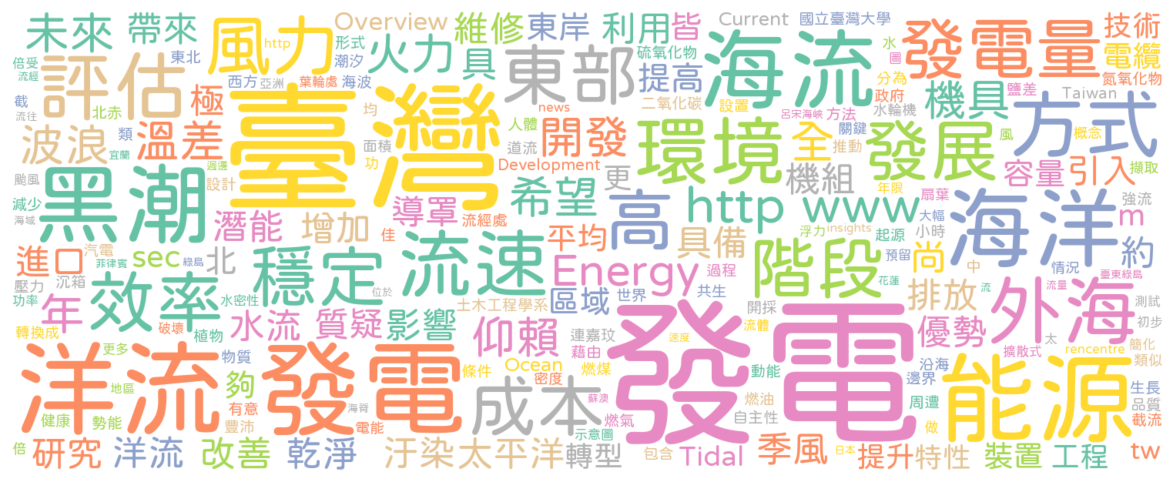 未來 帶來 風力 http 形式 Overview 維修 東岸 利用 皆 Current 國立臺灣大學 技術
倍受 流經 東北 西方 亞洲 葉輪處 潮汐 海波 火力 具 硫氧化物 提高 海流 水 圖 發電量 電纜 氮氧化物
評估 截 流往 北赤 極 臺灣 均 面積 功 news 人體 道流 東部 二氧化碳 設置 呂宋海峽 方法 分為 政府 水輪機 機具 鹽差 Taiwan
波浪 類 宜蘭 溫差 週邊 設計 Development 開發 環境 全 關鍵 推動 發展 風 方式 概念 擷取
颱風 減少 海域 黑潮 潛能 增加 導罩 流經處 佳 希望 更 高 http www 機組 年限 扇葉 大幅 小時 容量 引入 強流 m
進口 汽電 菲律賓 sec 綠島 北 穩定 流速 平均 具備 浮力 insights 起源 預留 尚 海洋 約
壓力 沉箱 功率 年 效率 水密性 位於 土木工程學系 Energy 區域 過程 世界 共生 階段 花蓮 中 流 情況 臺東綠島 流量 測試
轉換成 破壞 植物 水流 質疑 影響 仰賴 連嘉玟 藉由 開採 流體 速度 排放 優勢 外海 太 初步 簡化
洋流發電 更多 地區 物質 夠 海脊 條件 Ocean 密度 燃煤 發電 動能 沿海 邊界 擴散式 rencentre 類似
健康 勢能 有意 豐沛 電能 成本 蘇澳 燃氣 燃油 自主性 周遭 能源 生長 品質 截流
倍 研究 洋流 改善 乾淨 汙染 太平洋 示意圖 轉型 包含 Tidal 季風 日本 做 提升 特性 裝置 工程 tw